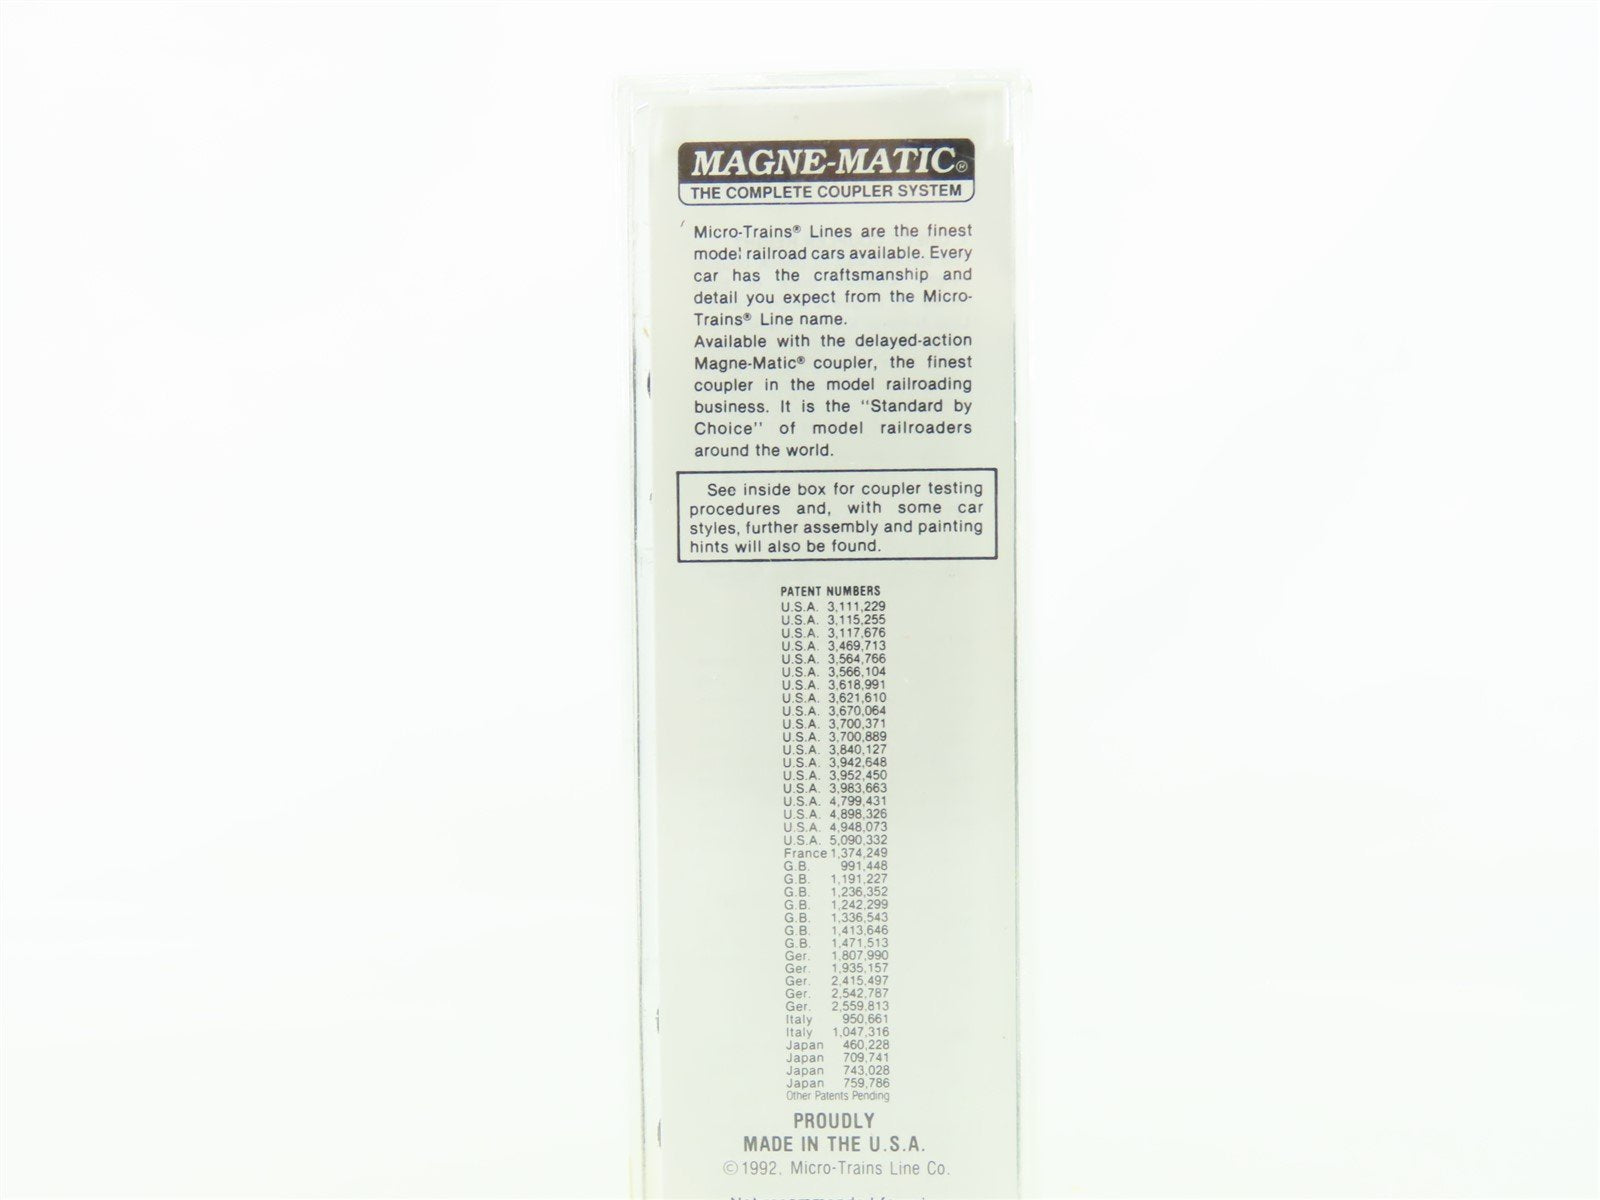 MAGNE-MATIC®
THE COMPLETE COUPLER SYSTEM
Micro-Trains® Lines are the finest
model railroad cars available. Every
car has the craftsmanship and
detail you expect from the Micro-
Trains® Line name.
Available with the delayed-action
Magne-Matic® coupler, the finest
coupler in the model railroading
business. It is the "Standard by
Choice" of model railroaders
around the world.
See inside box for coupler testing
procedures and, with some car
styles, further assembly and painting
hints will also be found.
PATENT NUMBERS
U.S.A. 3,111,229
U.S.A. 3,115,255
U.S.A. 3,117,676
U.S.A. 3,469,713
U.S.A. 3,564,766
U.S.A. 3,566,104
U.S.A. 3,618,991
U.S.A. 3,621,610
U.S.A. 3,670,064
U.S.A. 3,700,371
U.S.A. 3,700,889
U.S.A. 3,840,127
U.S.A. 3,942,648
U.S.A. 3,952,450
U.S.A. 3,983,663
U.S.A. 4,799,431
U.S.A. 4,898,326
U.S.A. 4,948,073
U.S.A. 5,090,332
France 1,374,249
G.B. 991,448
G.B. 1,191,227
G.B. 1,236,352
G.B. 1,242,299
G.B. 1,336,543
G.B. 1,413,646
G.B. 1,471,513
Ger. 1,807,990
Ger. 1,935,157
Ger. 2,415,497
Ger. 2,542,787
Ger. 2,559,813
Italy 950,661
Italy 1,047,316
Japan 460,228
Japan 709,741
Japan 743,028
Japan 759,786
Other Patents Pending
PROUDLY
MADE IN THE U.S.A.
©1992, Micro-Trains Line Co.